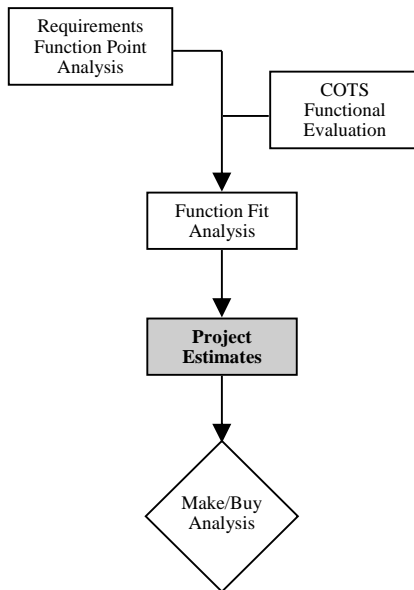 Requirements
Function Point
Analysis
COTS
Functional
Evaluation
Function Fit
Analysis
Project
Estimates
Make/Buy
Analysis